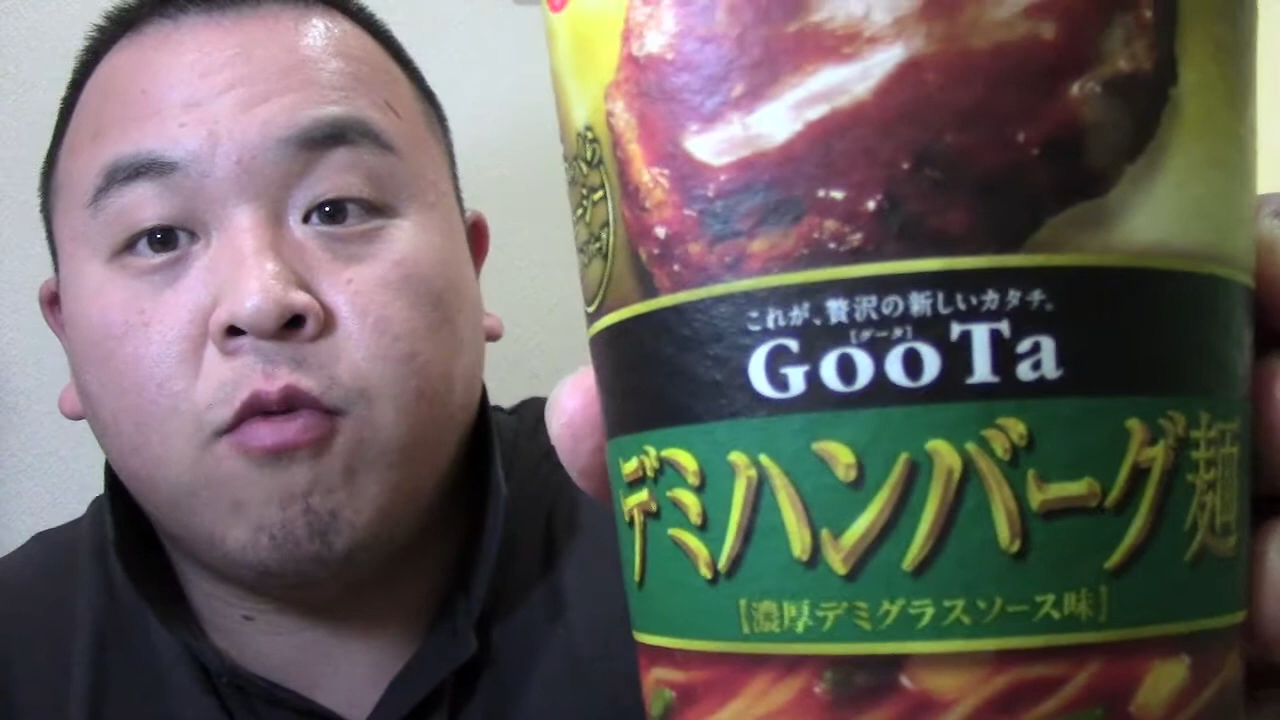 これが、贅沢の新しいカタチ。
[グータ]
GooTa
デミハンバーグ麺
【濃厚デミグラスソース味】